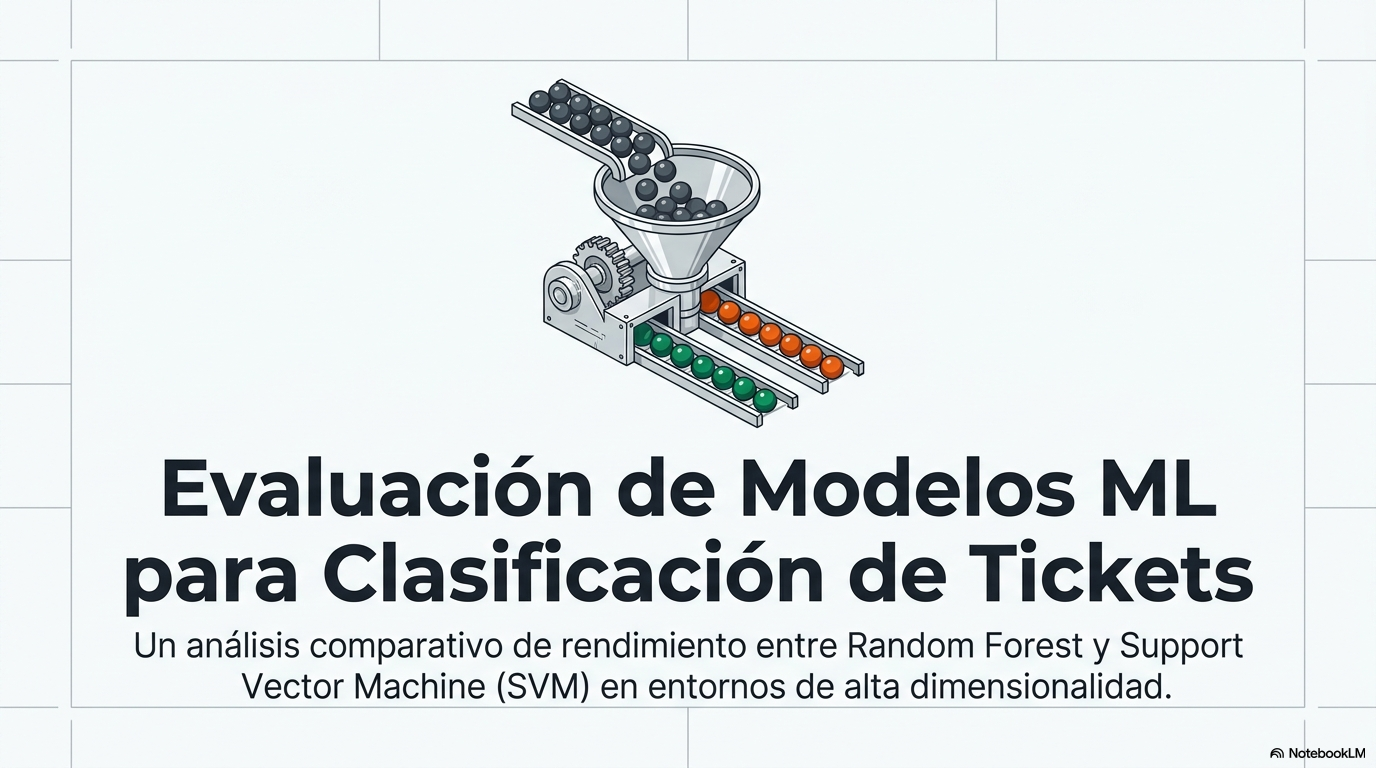 Evaluación de Modelos ML
para Clasificación de Tickets
Un análisis comparativo de rendimiento entre Random Forest y Support
Vector Machine (SVM) en entornos de alta dimensionalidad.
NotebookLM